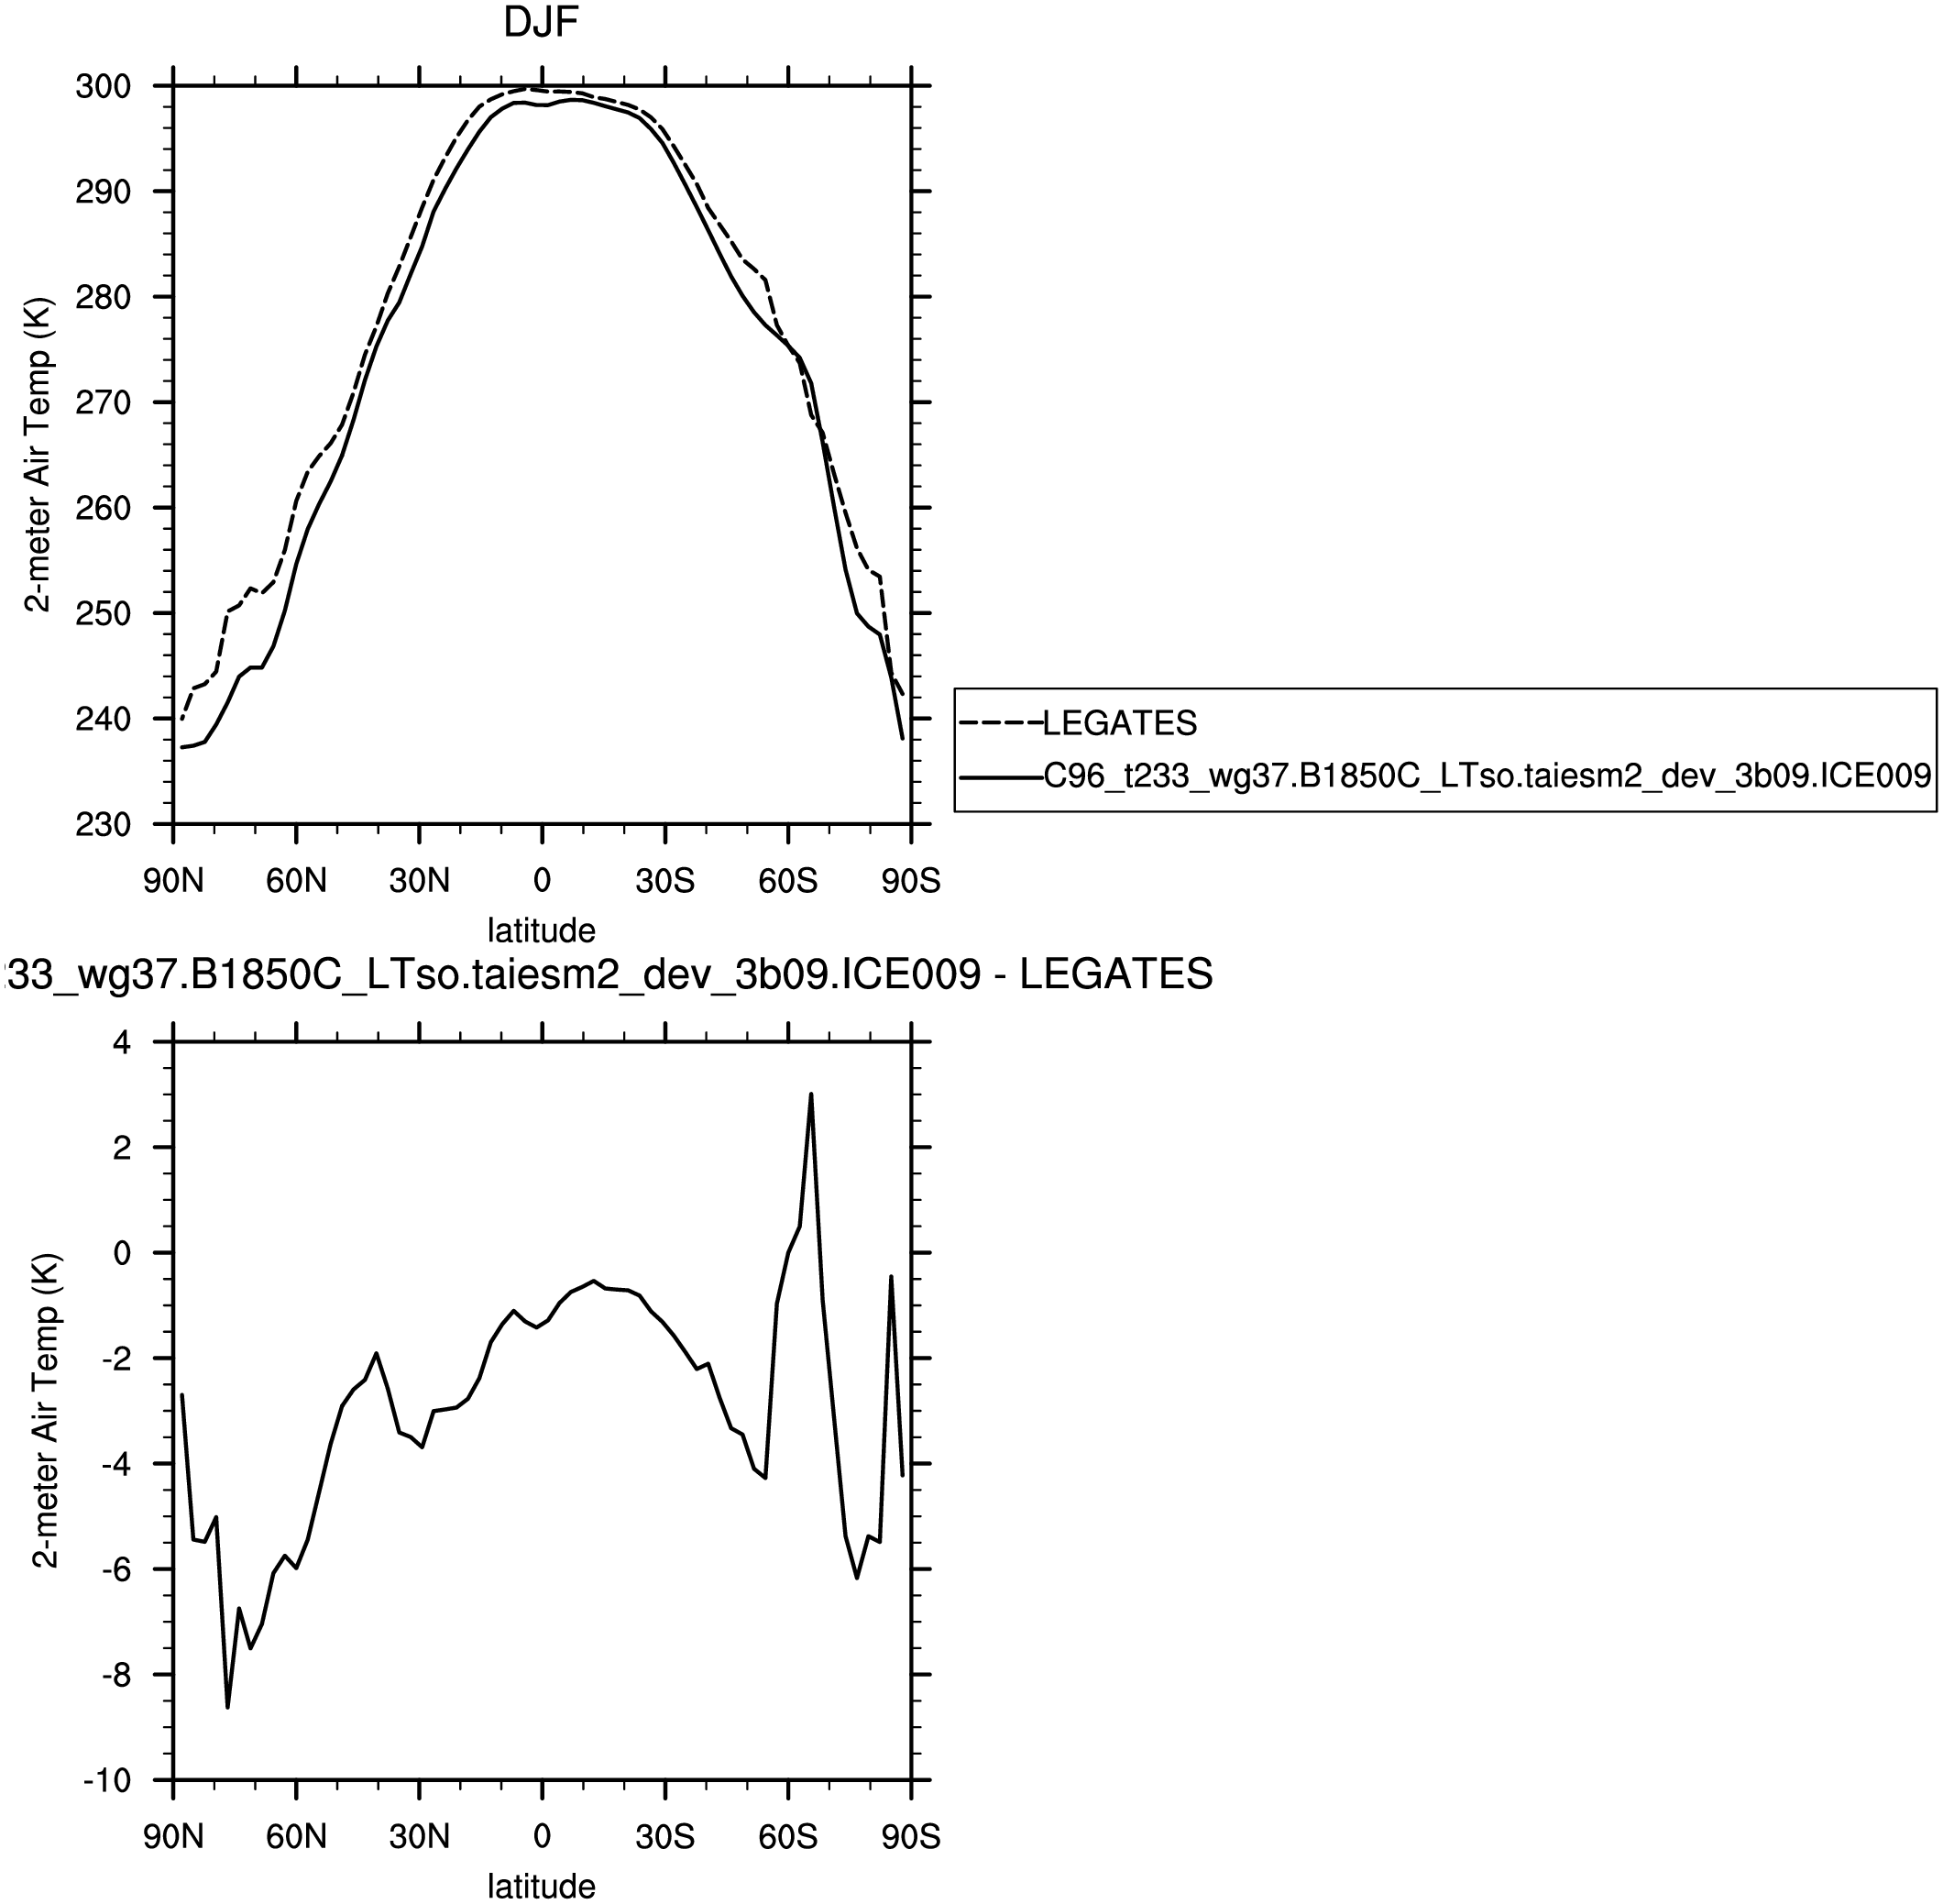 DJF
300
290
280
270
260
250
240
230
2-meter Air Temp (K)
90N 60N 30N 0 30S 60S 90S
latitude
LEGATES
C96_t233_wg37.B1850C_LTso.taiesm2_dev_3b09.ICE009
33_wg37.B1850C_LTso.taiesm2_dev_3b09.ICE009 - LEGATES
4
2
0
-2
-4
-6
-8
-10
2-meter Air Temp (K)
90N 60N 30N 0 30S 60S 90S
latitude